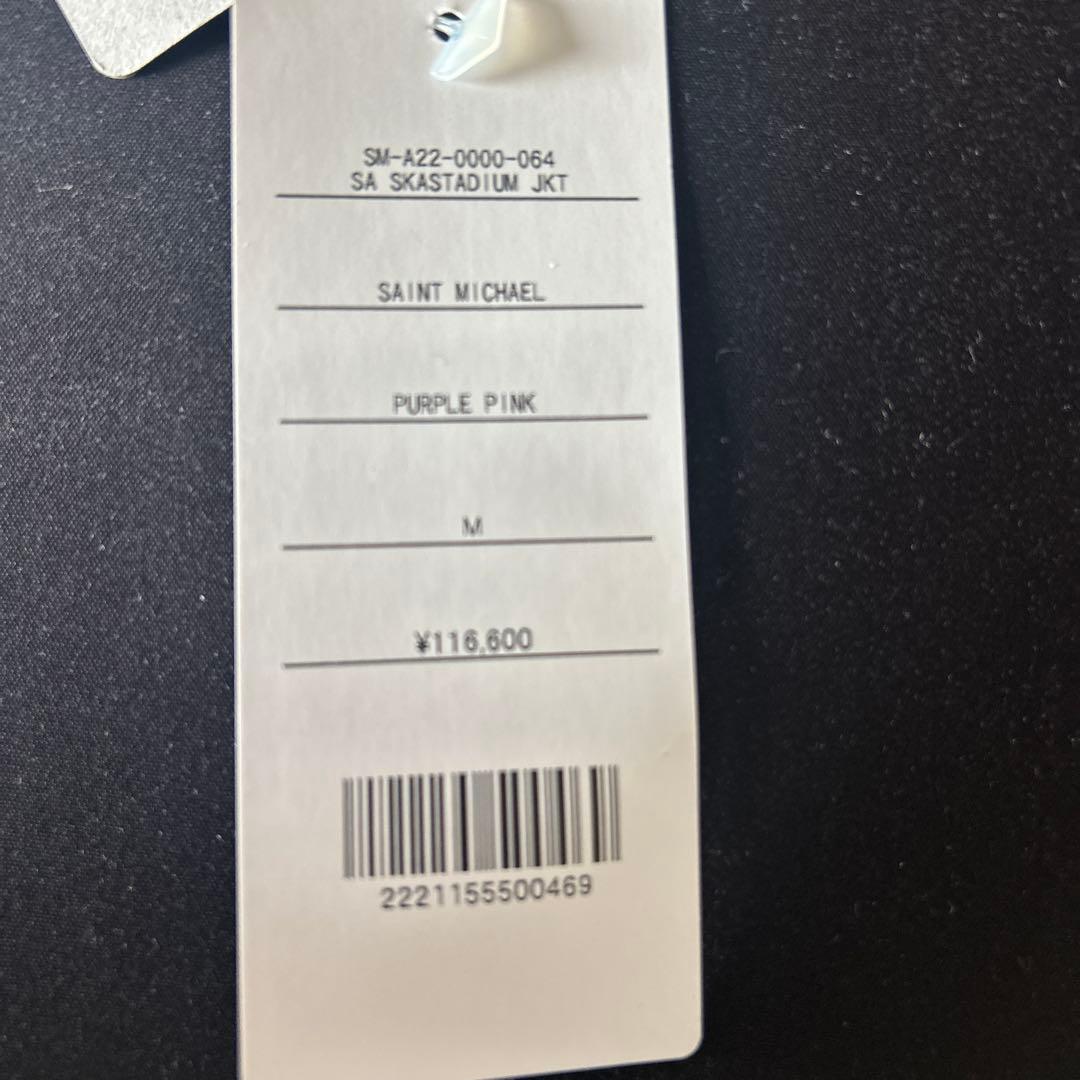 SM-A22-0000-064
SA SKASTADIUM JKT
SAINT MICHAEL
PURPLE PINK
M
¥116,600
2221155500469